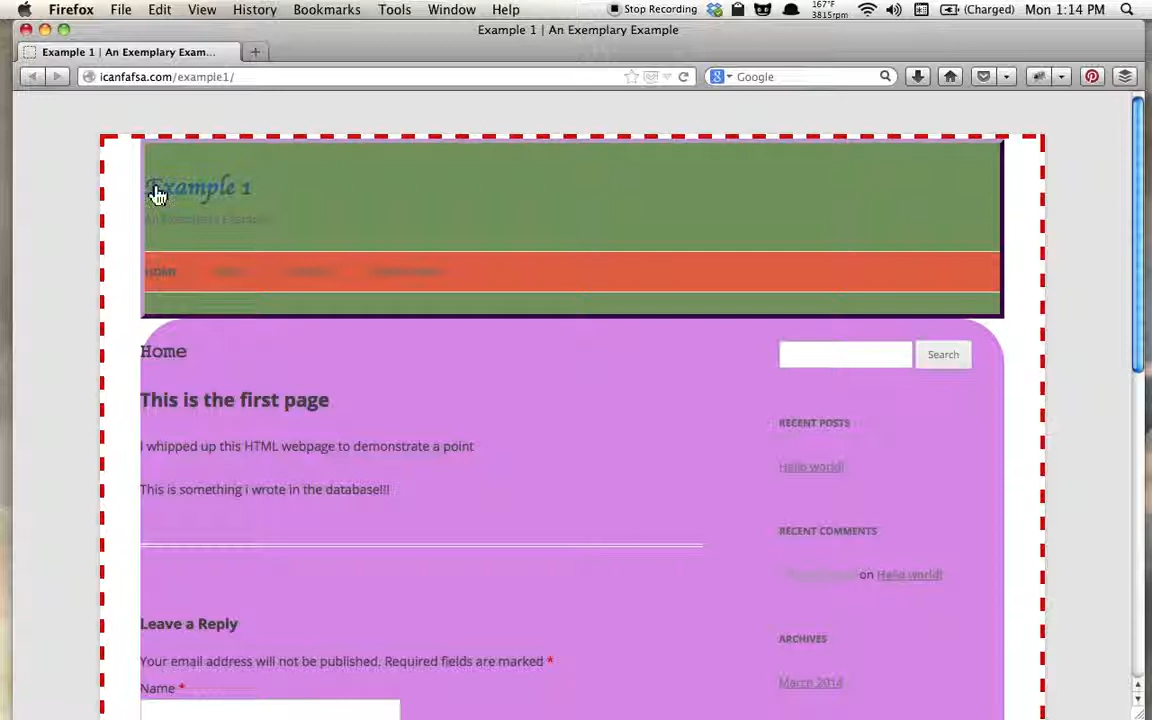 Firefox File Edit View History Bookmarks Tools Window Help Stop Recording 167°F 3815rpm (Charged) Mon 1:14 PM
Example 1 | An Exemplary Example
Example 1 | An Exemplary Exam...
icanfafsa.com/example1/ Google
Example 1
An Exemplary Example
HOME
Home
Search
This is the first page
RECENT POSTS
I whipped up this HTML webpage to demonstrate a point
Hello world!
This is something i wrote in the database!!!
RECENT COMMENTS
on Hello world!
Leave a Reply
ARCHIVES
Your email address will not be published. Required fields are marked *
March 2014
Name *